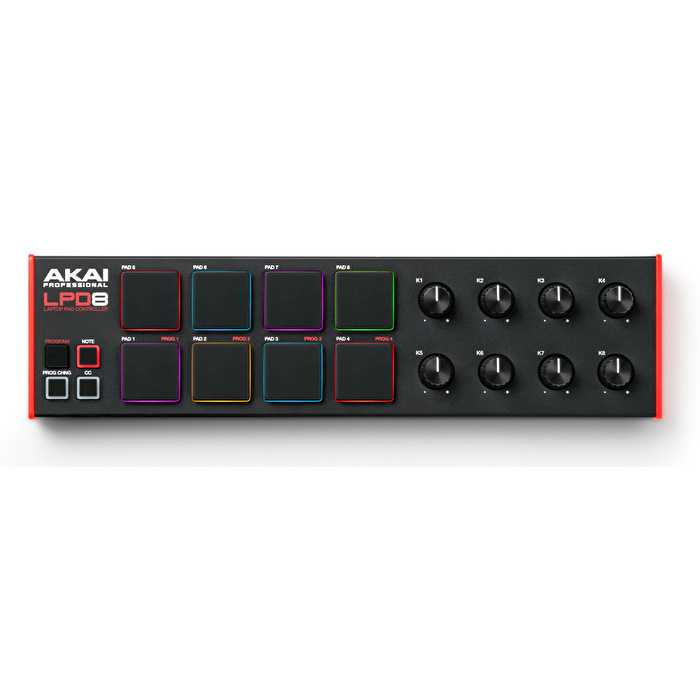 AKAI
PROFESSIONAL
LPD8
LAPTOP PAD CONTROLLER
PROGRAM NOTE
PROG CHNG CC
PAD 5 PAD 6 PAD 7 PAD 8
PAD 1 PROG 1 PAD 2 PROG 2 PAD 3 PROG 3 PAD 4 PROG 4
K1 K2 K3 K4
K5 K6 K7 K8